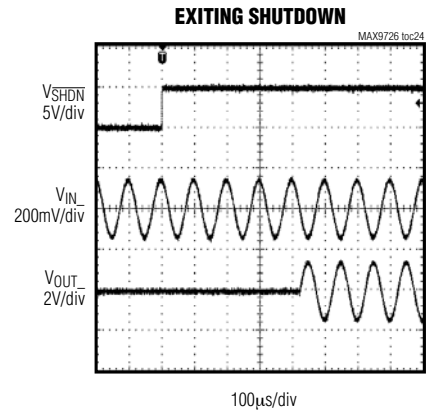 EXITING SHUTDOWN
MAX9726 toc24
T
VSHDN
5V/div
VIN_
200mV/div
VOUT_
2V/div
100μs/div